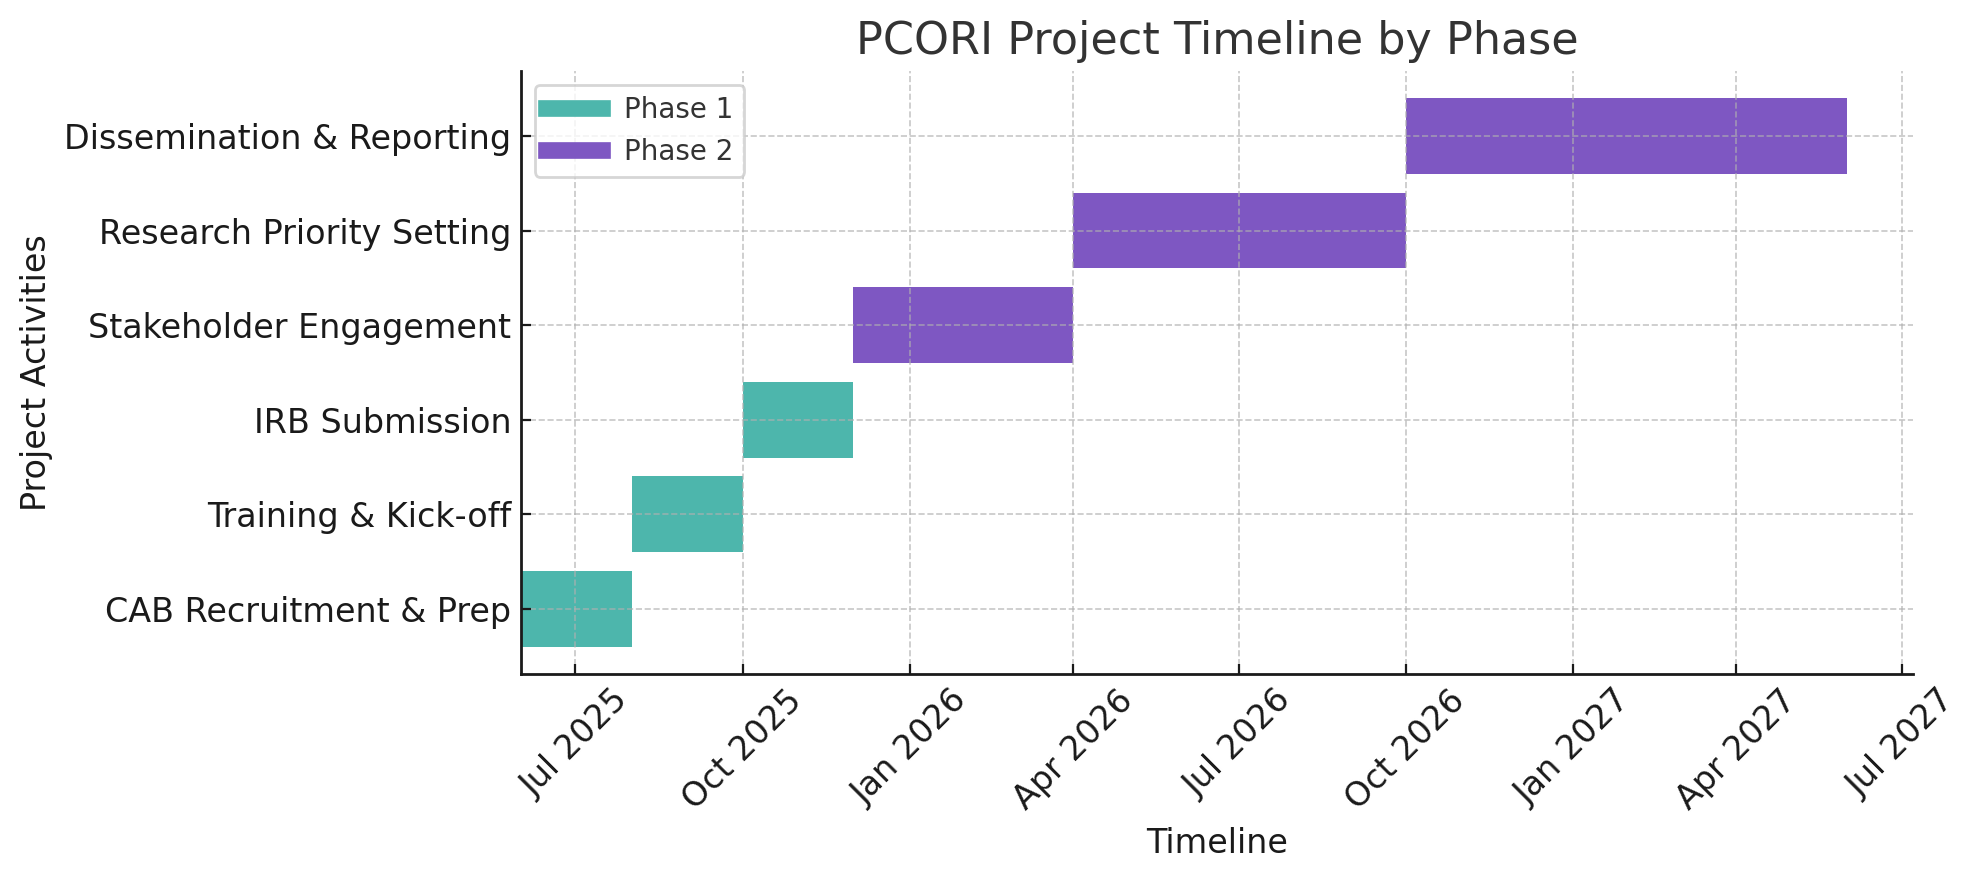 PCORI Project Timeline by Phase
Phase 1
Phase 2
Project Activities
Dissemination & Reporting
Research Priority Setting
Stakeholder Engagement
IRB Submission
Training & Kick-off
CAB Recruitment & Prep
Jul 2025
Oct 2025
Jan 2026
Apr 2026
Jul 2026
Oct 2026
Jan 2027
Apr 2027
Jul 2027
Timeline